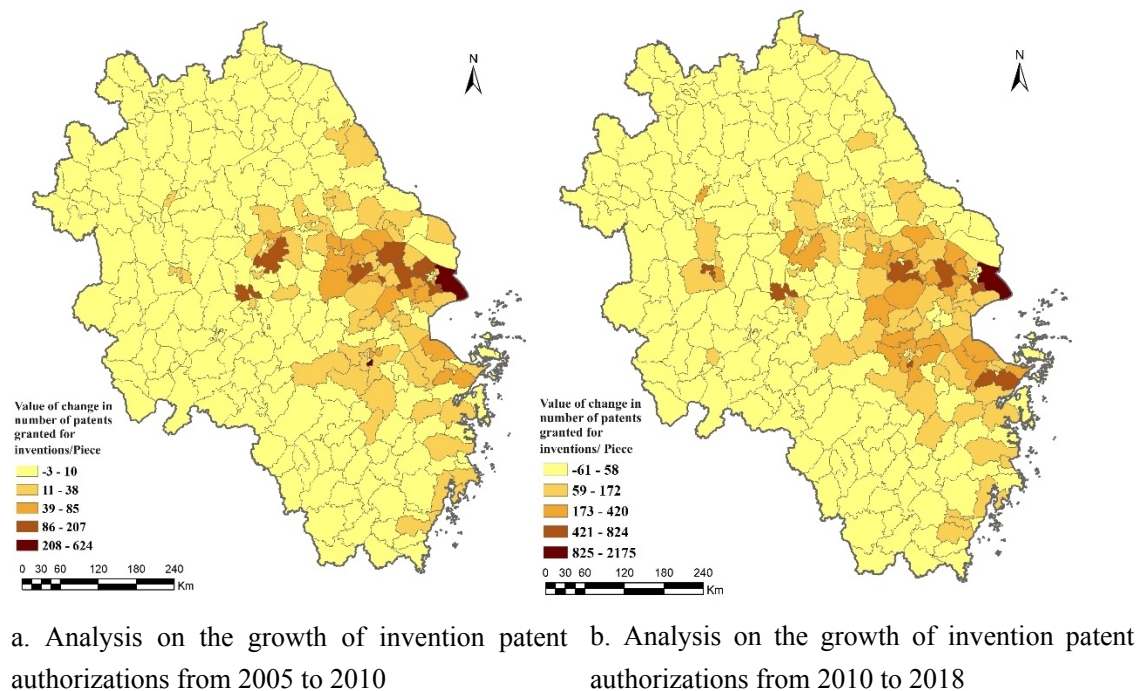 N
Value of change in
number of patents
granted for
inventions/Piece
-3 - 10
11 - 38
39 - 85
86 - 207
208 - 624
0 30 60 120 180 240
Km
N
Value of change in
number of patents
granted for
inventions/ Piece
-61 - 58
59 - 172
173 - 420
421 - 824
825 - 2175
0 30 60 120 180 240
Km
a. Analysis on the growth of invention patent
authorizations from 2005 to 2010
b. Analysis on the growth of invention patent
authorizations from 2010 to 2018